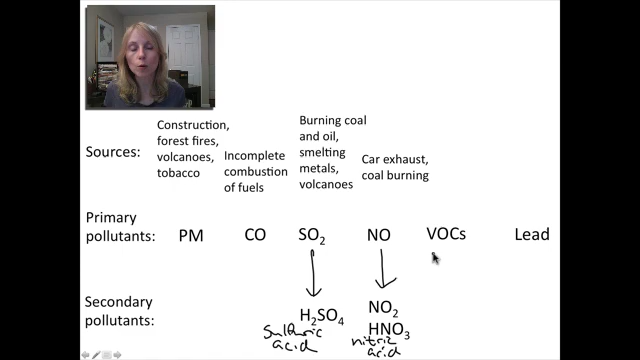 Construction,
forest fires,
volcanoes,
tobacco
Incomplete
combustion
of fuels
Burning coal
and oil,
smelting
metals,
volcanoes
Car exhaust,
coal burning
Sources:
Primary
pollutants:
PM
CO
SO₂
NO
VOCs
Lead
Secondary
pollutants:
H₂SO₄
Sulfuric
acid
NO₂
HNO₃
nitric
acid